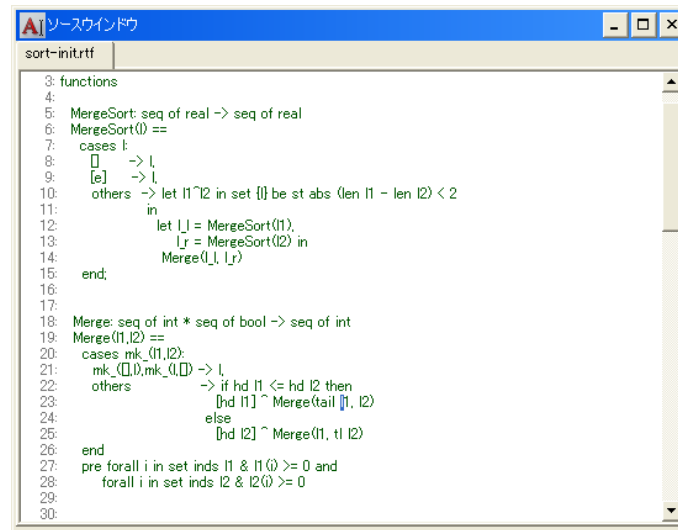 ソースウインドウ
sort-init.rtf
3: functions
4:
5: MergeSort: seq of real -> seq of real
6: MergeSort(l) ==
7: cases l:
8: [] -> l,
9: [e] -> l,
10: others -> let l1^l2 in set {l} be st abs (len l1 - len l2) < 2
11: in
12: let l_l = MergeSort(l1),
13: l_r = MergeSort(l2) in
14: Merge(l_l, l_r)
15: end;
16:
17:
18: Merge: seq of int * seq of bool -> seq of int
19: Merge(l1,l2) ==
20: cases mk_(l1,l2):
21: mk_([],l),mk_(l,[]) -> l,
22: others -> if hd l1 <= hd l2 then
23: [hd l1] ^ Merge(tail l1, l2)
24: else
25: [hd l2] ^ Merge(l1, tl l2)
26: end
27: pre forall i in set inds l1 & l1(i) >= 0 and
28: forall i in set inds l2 & l2(i) >= 0
29:
30: